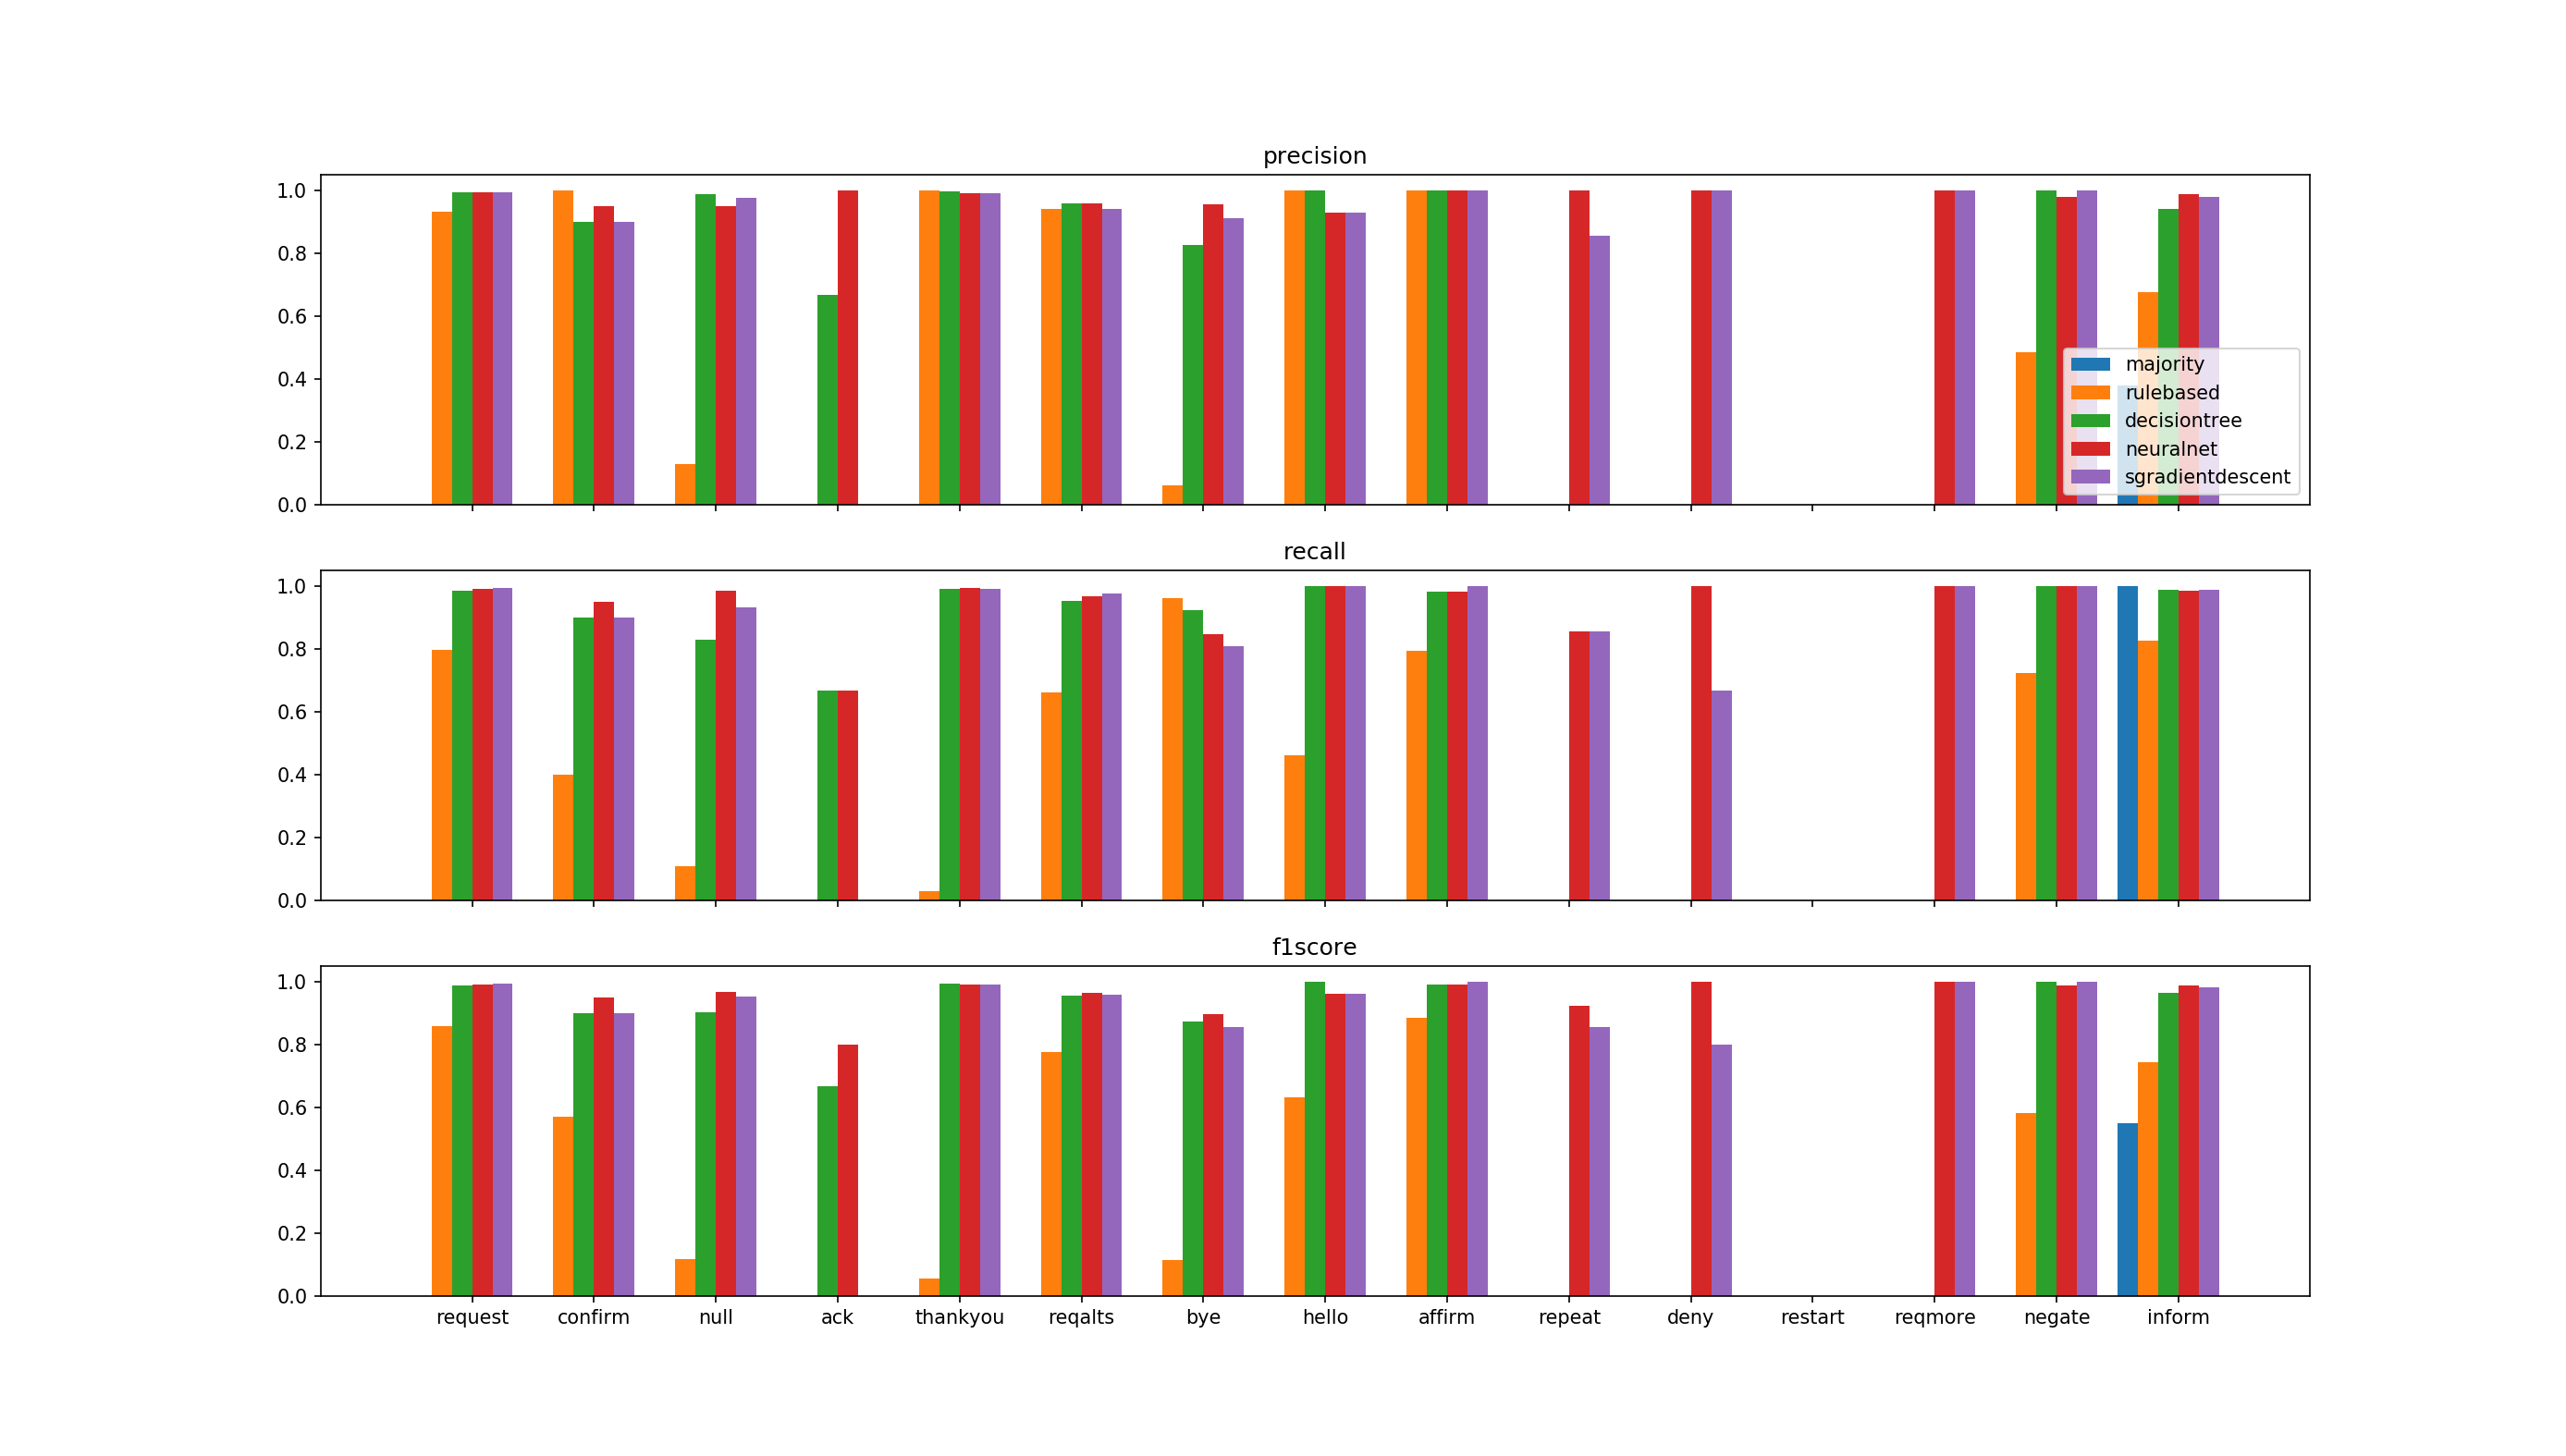 precision
1.0
0.8
0.6
0.4
0.2
0.0
majority
rulebased
decisiontree
neuralnet
sgradientdescent
recall
1.0
0.8
0.6
0.4
0.2
0.0
f1score
1.0
0.8
0.6
0.4
0.2
0.0
request confirm null ack thankyou reqalts bye hello affirm repeat deny restart reqmore negate inform